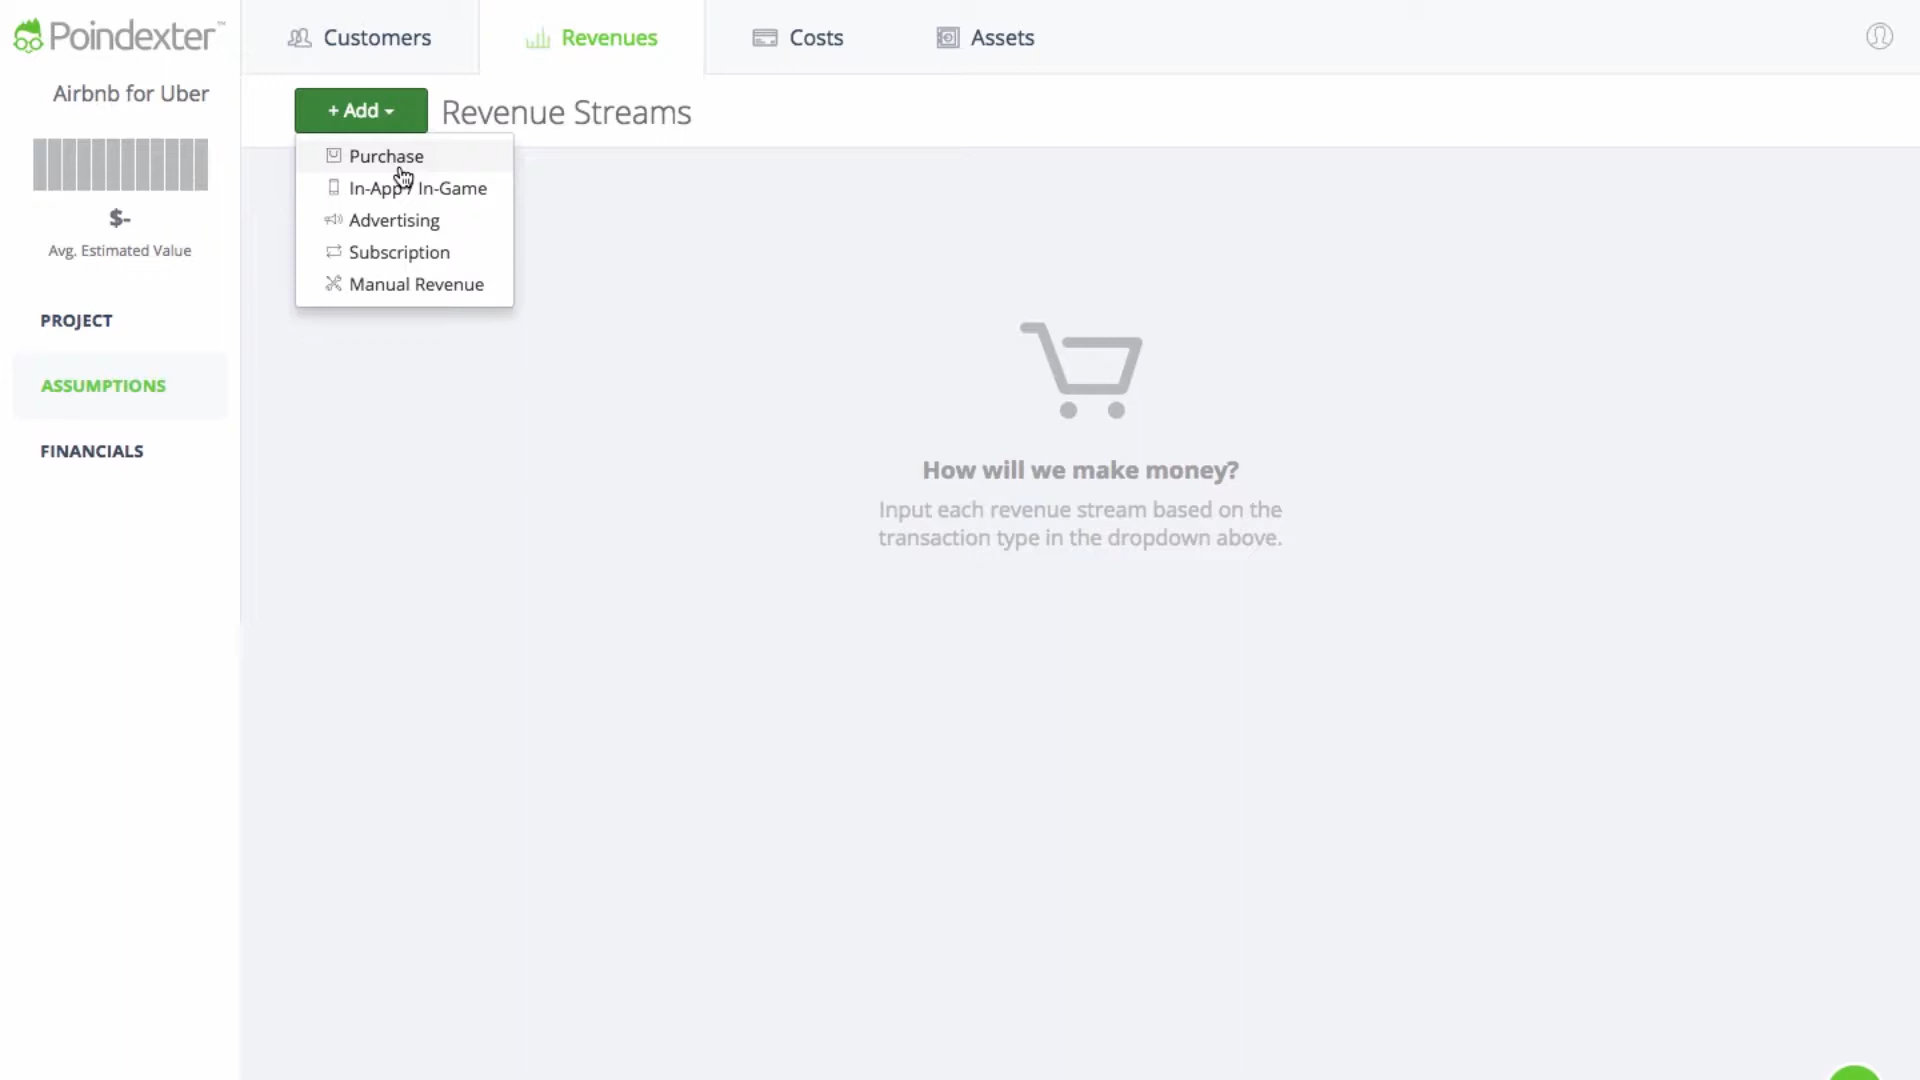 Poindexter™
Customers
Revenues
Costs
Assets
Airbnb for Uber
+ Add
Revenue Streams
Purchase
In-App / In-Game
Advertising
Subscription
Manual Revenue
$-
Avg. Estimated Value
PROJECT
ASSUMPTIONS
FINANCIALS
How will we make money?
Input each revenue stream based on the
transaction type in the dropdown above.